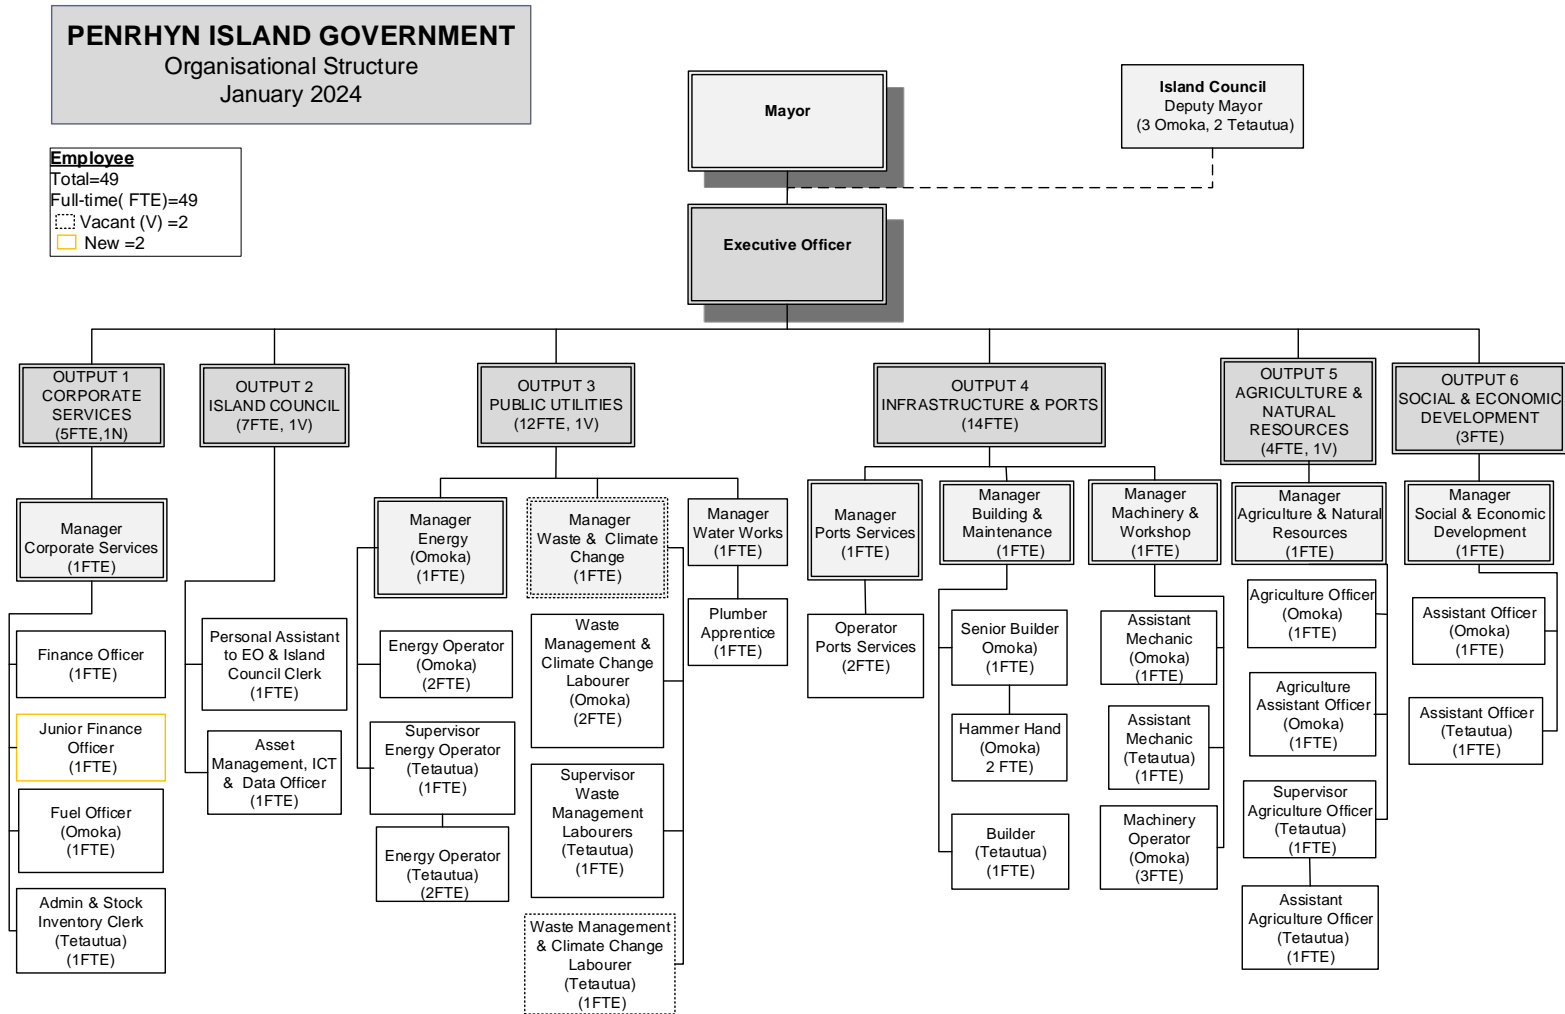 PENRHYN ISLAND GOVERNMENT
Organisational Structure
January 2024
Employee
Total=49
Full-time( FTE)=49
Vacant (V) =2
New =2
Mayor
Island Council
Deputy Mayor
(3 Omoka, 2 Tetautua)
Executive Officer
OUTPUT 1
CORPORATE
SERVICES
(5FTE,1N)
OUTPUT 2
ISLAND COUNCIL
(7FTE, 1V)
OUTPUT 3
PUBLIC UTILITIES
(12FTE, 1V)
OUTPUT 4
INFRASTRUCTURE & PORTS
(14FTE)
OUTPUT 5
AGRICULTURE &
NATURAL
RESOURCES
(4FTE, 1V)
OUTPUT 6
SOCIAL & ECONOMIC
DEVELOPMENT
(3FTE)
Manager
Corporate Services
(1FTE)
Finance Officer
(1FTE)
Junior Finance
Officer
(1FTE)
Fuel Officer
(Omoka)
(1FTE)
Admin & Stock
Inventory Clerk
(Tetautua)
(1FTE)
Personal Assistant
to EO & Island
Council Clerk
(1FTE)
Asset
Management, ICT
& Data Officer
(1FTE)
Manager
Energy
(Omoka)
(1FTE)
Energy Operator
(Omoka)
(2FTE)
Supervisor
Energy Operator
(Tetautua)
(1FTE)
Energy Operator
(Tetautua)
(2FTE)
Manager
Waste & Climate
Change
(1FTE)
Waste
Management &
Climate Change
Labourer
(Omoka)
(2FTE)
Supervisor
Waste
Management
Labourers
(Tetautua)
(1FTE)
Waste Management
& Climate Change
Labourer
(Tetautua)
(1FTE)
Manager
Water Works
(1FTE)
Plumber
Apprentice
(1FTE)
Manager
Ports Services
(1FTE)
Operator
Ports Services
(2FTE)
Manager
Building &
Maintenance
(1FTE)
Senior Builder
Omoka)
(1FTE)
Hammer Hand
(Omoka)
2 FTE)
Builder
(Tetautua)
(1FTE)
Manager
Machinery &
Workshop
(1FTE)
Assistant
Mechanic
(Omoka)
(1FTE)
Assistant
Mechanic
(Tetautua)
(1FTE)
Machinery
Operator
(Omoka)
(3FTE)
Manager
Agriculture & Natural
Resources
(1FTE)
Agriculture Officer
(Omoka)
(1FTE)
Agriculture
Assistant Officer
(Omoka)
(1FTE)
Supervisor
Agriculture Officer
(Tetautua)
(1FTE)
Assistant
Agriculture Officer
(Tetautua)
(1FTE)
Manager
Social & Economic
Development
(1FTE)
Assistant Officer
(Omoka)
(1FTE)
Assistant Officer
(Tetautua)
(1FTE)